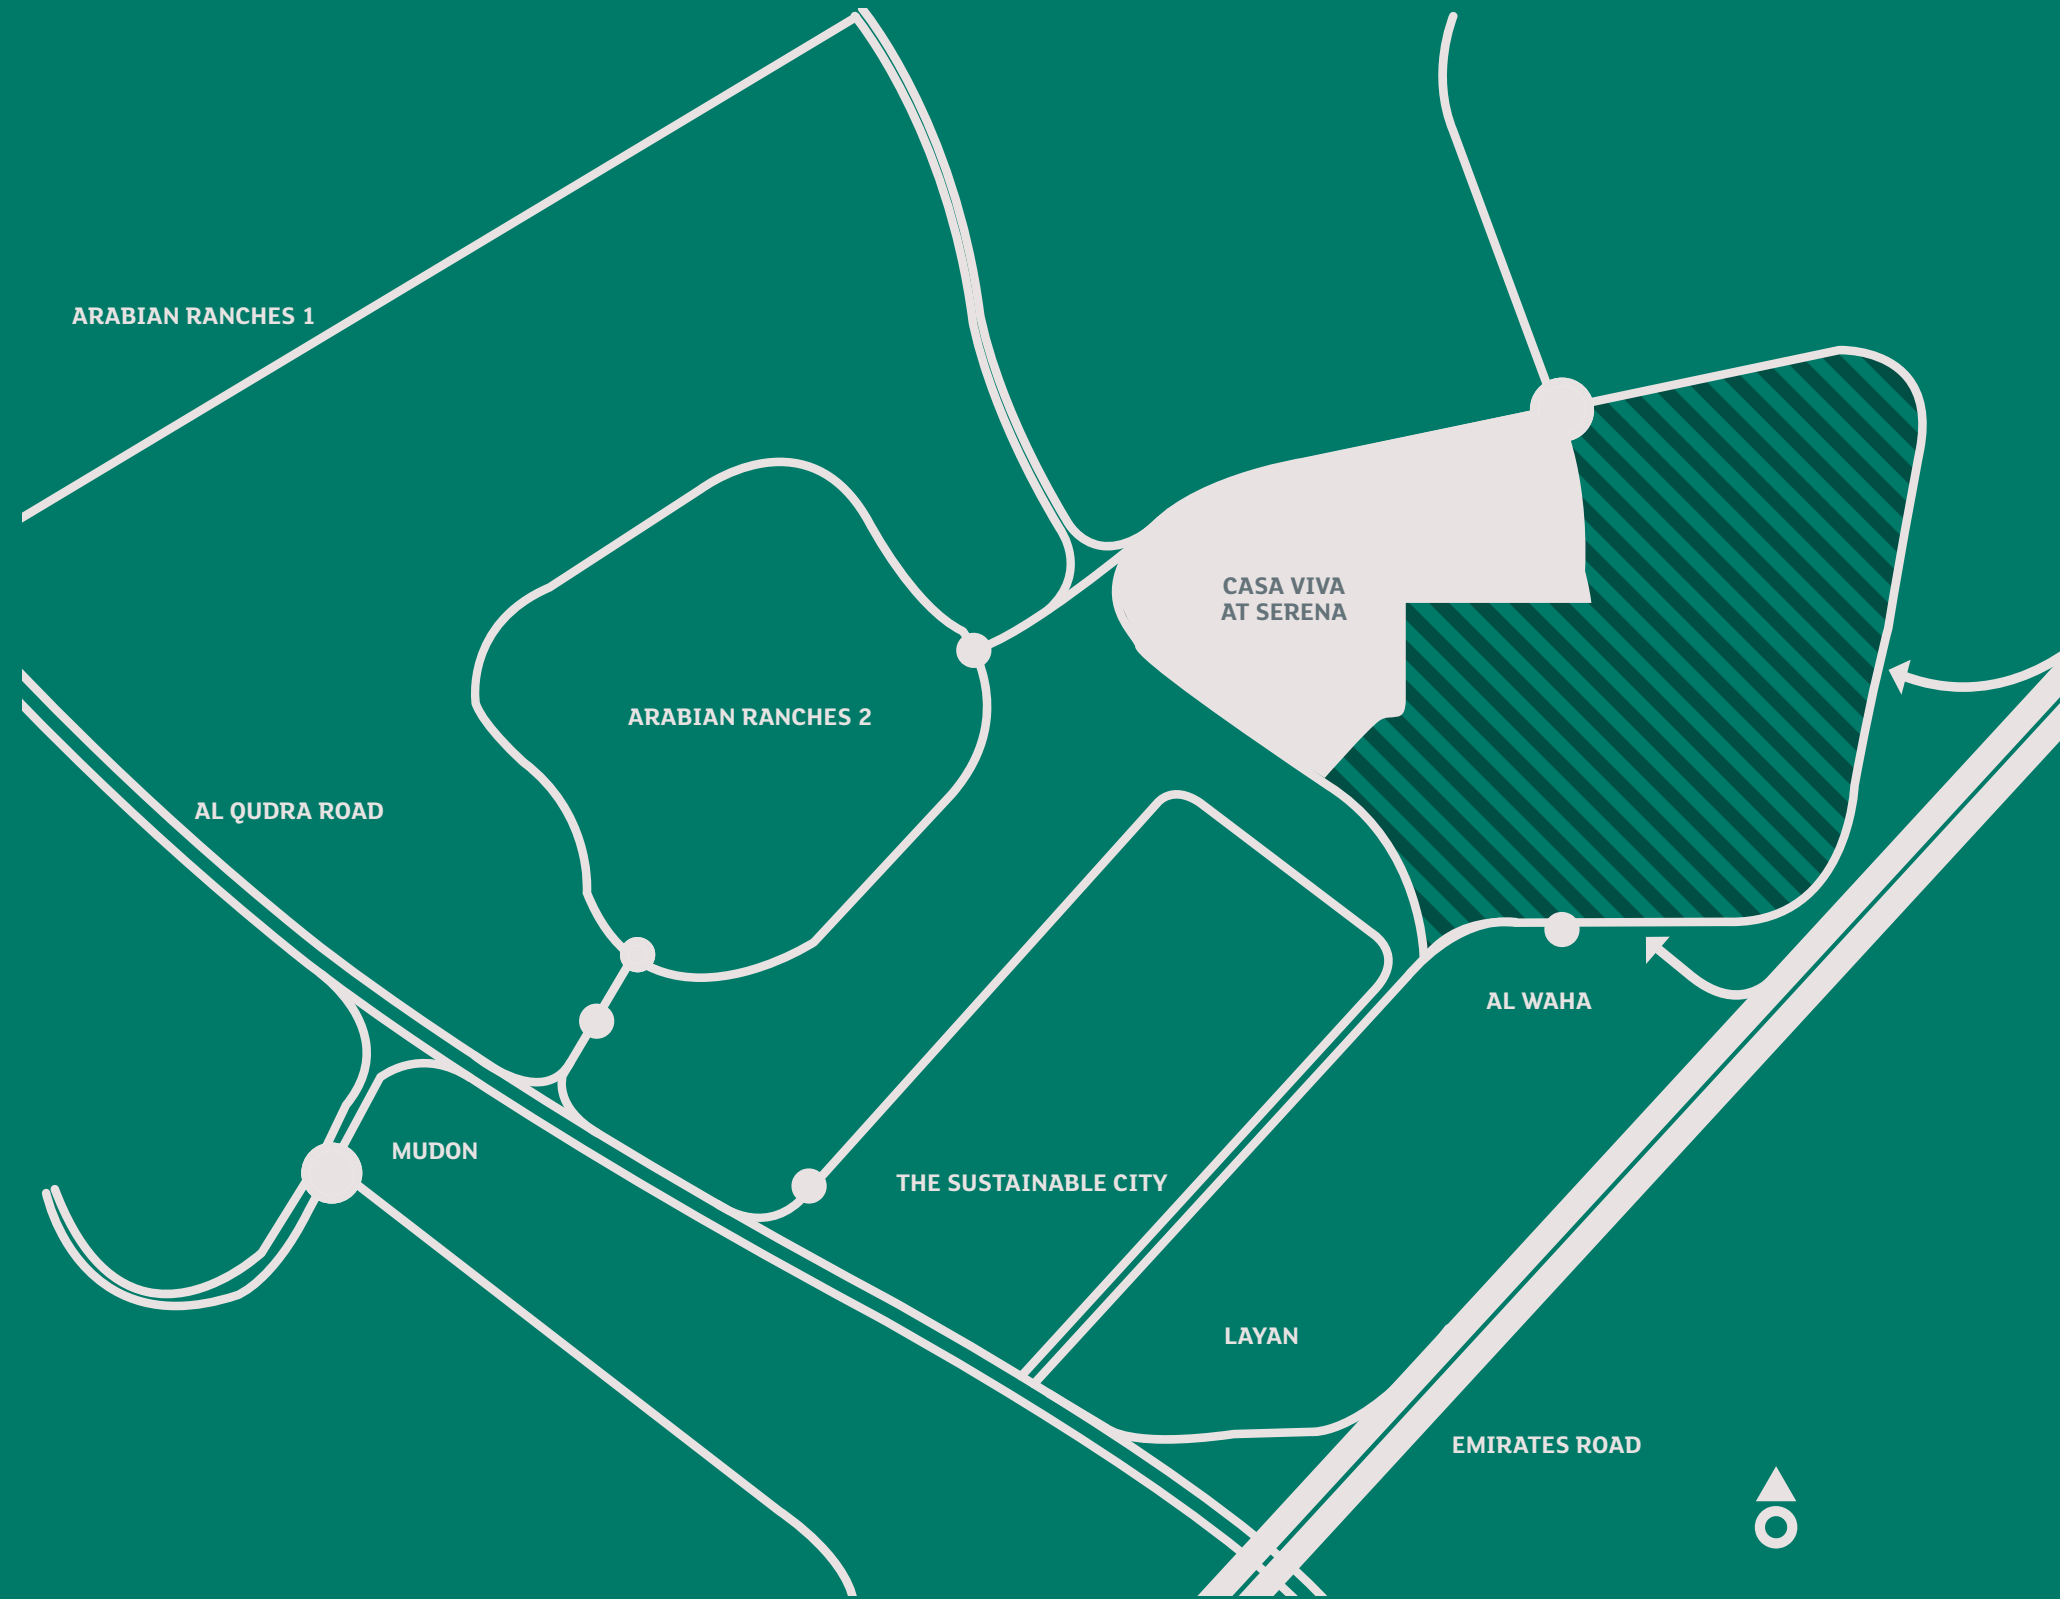 ARABIAN RANCHES 1
CASA VIVA
AT SERENA
ARABIAN RANCHES 2
AL QUDRA ROAD
AL WAHA
MUDON
THE SUSTAINABLE CITY
LAYAN
EMIRATES ROAD